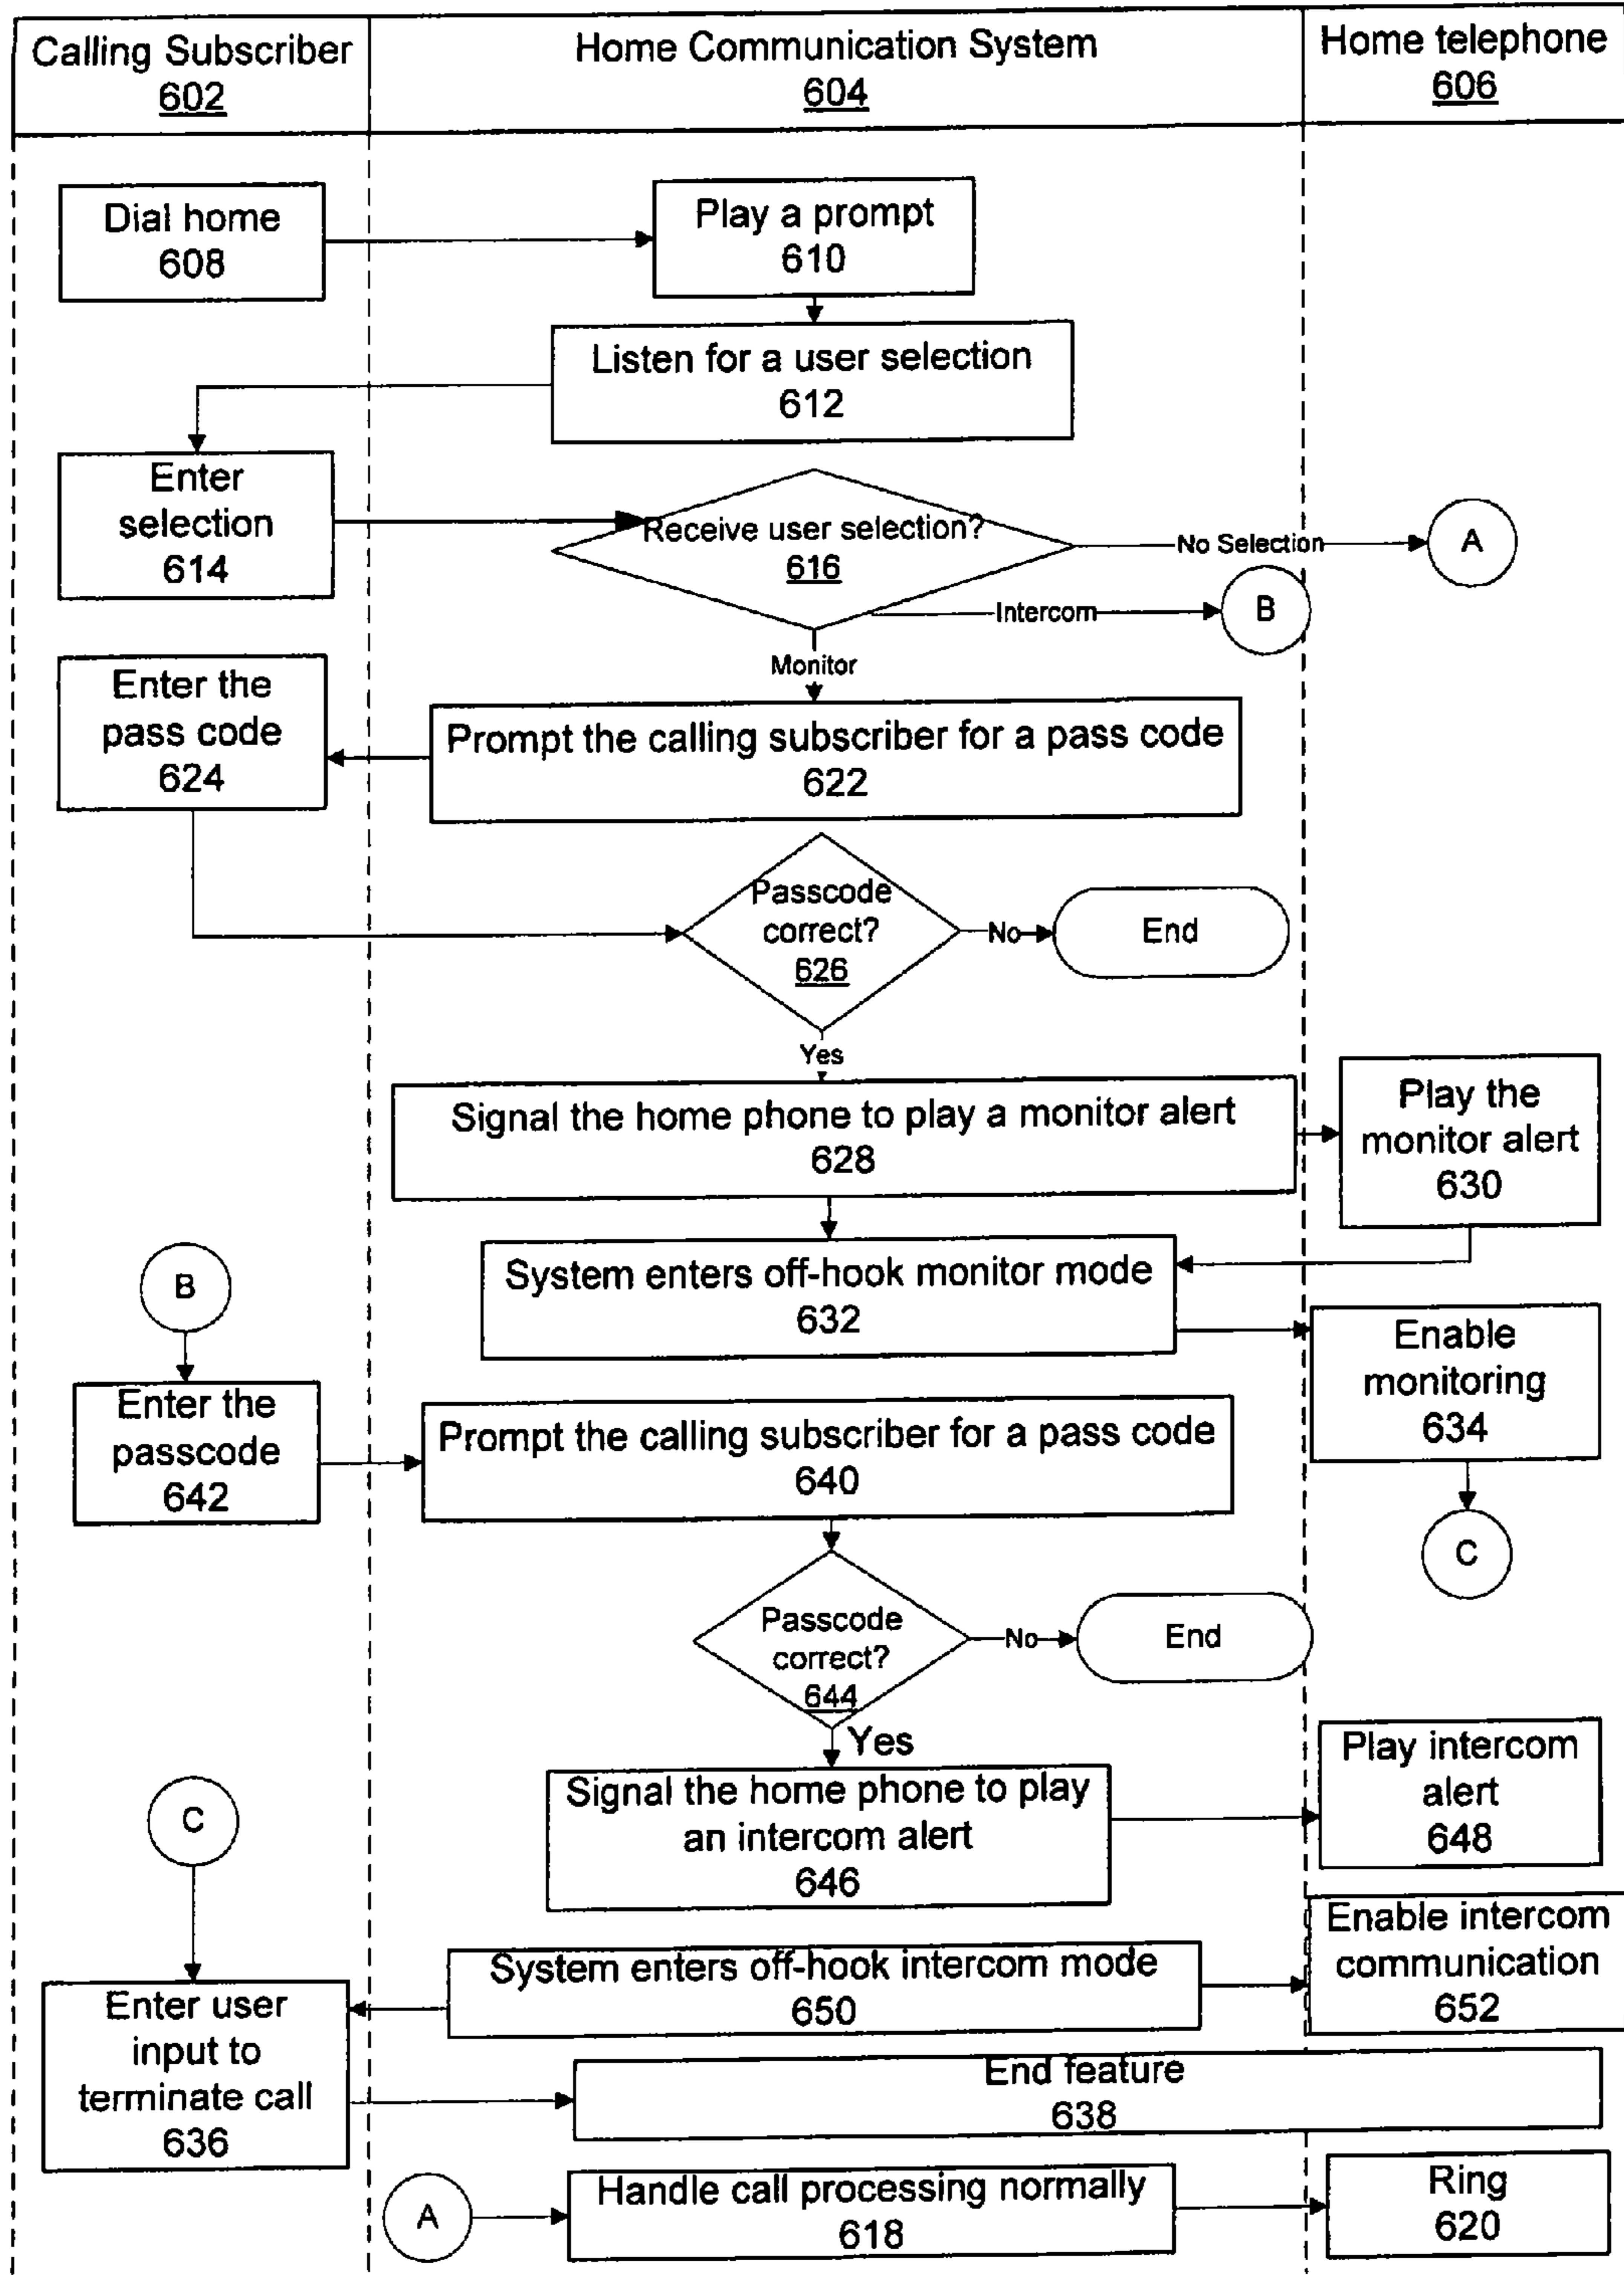 Calling Subscriber
602
Home Communication System
604
Home telephone
606
Dial home
608
Play a prompt
610
Listen for a user selection
612
Enter
selection
614
Receive user selection?
616
No Selection
A
Intercom
B
Monitor
Enter the
pass code
624
Prompt the calling subscriber for a pass code
622
Passcode
correct?
626
No
End
Yes
Signal the home phone to play a monitor alert
628
Play the
monitor alert
630
B
System enters off-hook monitor mode
632
Enable
monitoring
634
Enter the
passcode
642
Prompt the calling subscriber for a pass code
640
C
Passcode
correct?
644
No
End
Yes
C
Signal the home phone to play
an intercom alert
646
Play intercom
alert
648
Enable intercom
communication
652
System enters off-hook intercom mode
650
Enter user
input to
terminate call
636
End feature
638
A
Handle call processing normally
618
Ring
620